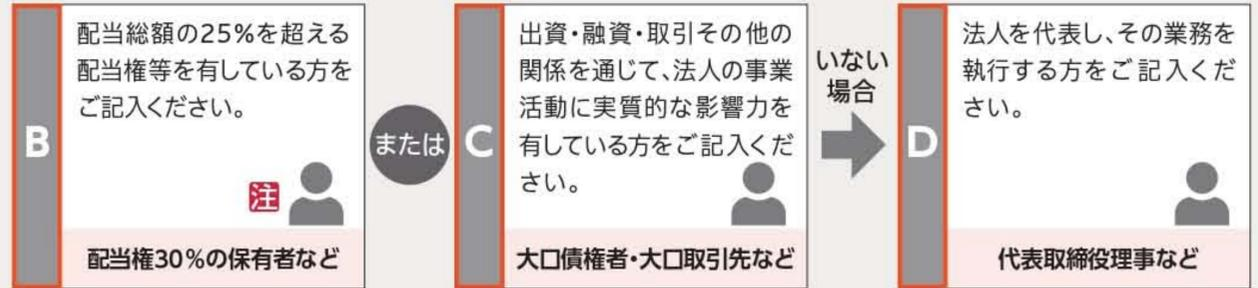 B
配当総額の25%を超える
配当権等を有している方を
ご記入ください。
注
配当権30%の保有者など
または
C
出資・融資・取引その他の
関係を通じて、法人の事業
活動に実質的な影響力を
有している方をご記入くだ
さい。
大口債権者・大口取引先など
いない
場合
D
法人を代表し、その業務を
執行する方をご記入くだ
さい。
代表取締役理事など